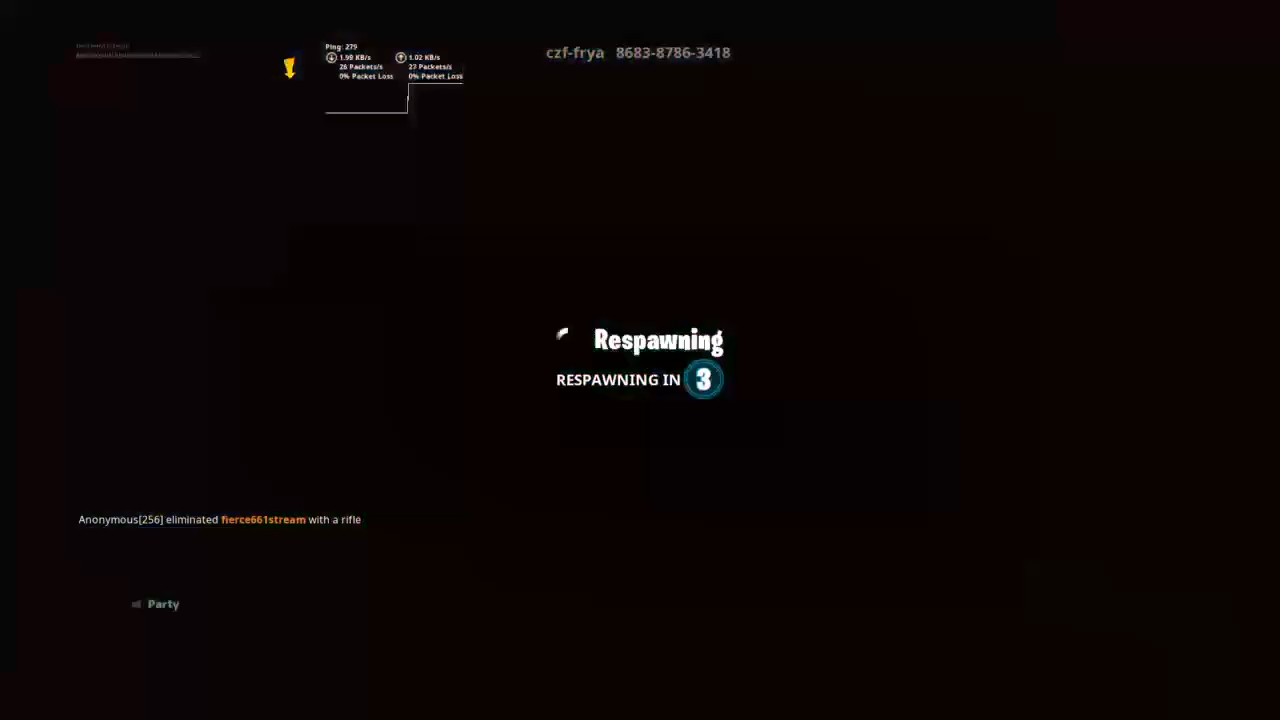 Ping: 279
1.98 KB/s 1.02 KB/s
28 Packets/s 27 Packets/s
0% Packet Loss 0% Packet Loss
czf-frya 8683-8786-3418
Respawning
RESPAWNING IN 3
Anonymous[256] eliminated fierce661stream with a rifle
Party